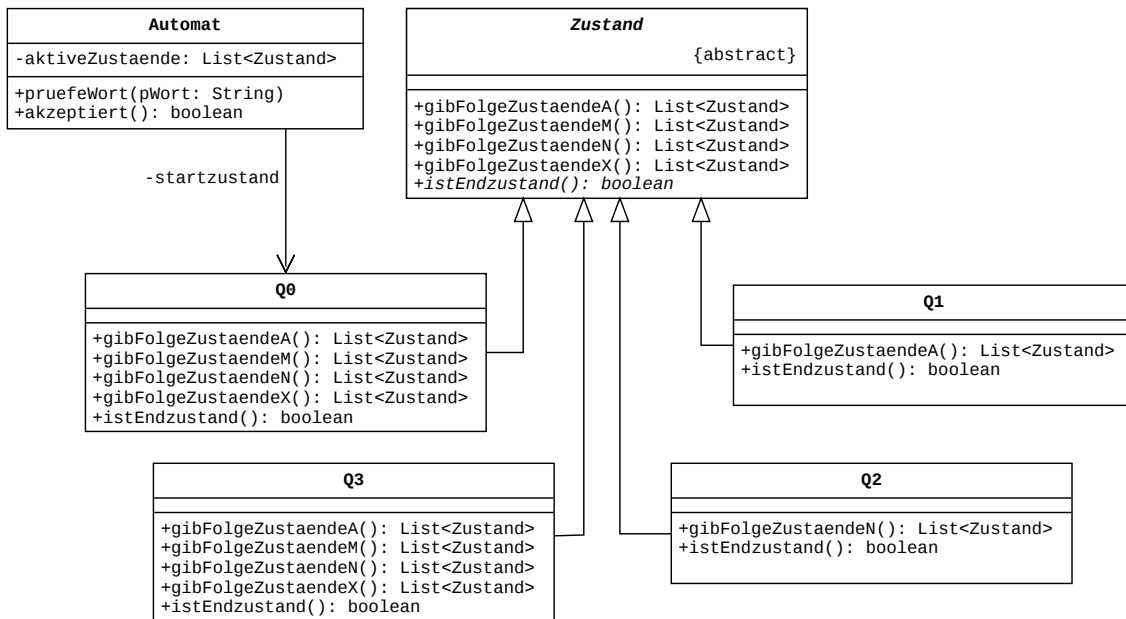 Automat
-aktiveZustaende: List<Zustand>
+pruefeWort(pWort: String)
+akzeptiert(): boolean
Zustand
{abstract}
+gibFolgeZustaendeA(): List<Zustand>
+gibFolgeZustaendeM(): List<Zustand>
+gibFolgeZustaendeN(): List<Zustand>
+gibFolgeZustaendeX(): List<Zustand>
+istEndzustand(): boolean
-startzustand
Q0
+gibFolgeZustaendeA(): List<Zustand>
+gibFolgeZustaendeM(): List<Zustand>
+gibFolgeZustaendeN(): List<Zustand>
+gibFolgeZustaendeX(): List<Zustand>
+istEndzustand(): boolean
Q1
+gibFolgeZustaendeA(): List<Zustand>
+istEndzustand(): boolean
Q3
+gibFolgeZustaendeA(): List<Zustand>
+gibFolgeZustaendeM(): List<Zustand>
+gibFolgeZustaendeN(): List<Zustand>
+gibFolgeZustaendeX(): List<Zustand>
+istEndzustand(): boolean
Q2
+gibFolgeZustaendeN(): List<Zustand>
+istEndzustand(): boolean